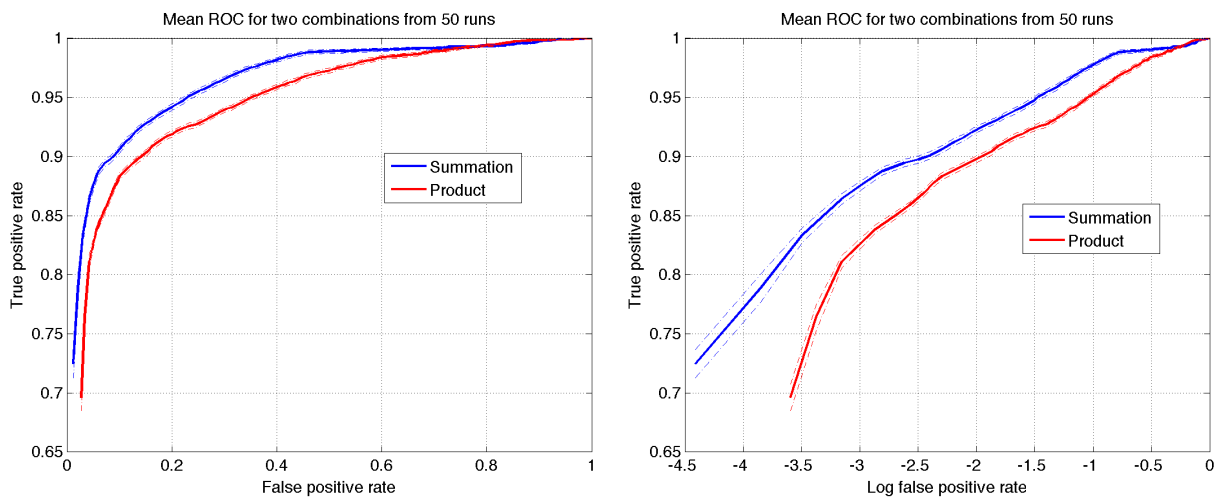 Mean ROC for two combinations from 50 runs
True positive rate
1
0.95
0.9
0.85
0.8
0.75
0.7
0.65
Summation
Product
0 0.2 0.4 0.6 0.8 1
False positive rate
Mean ROC for two combinations from 50 runs
True positive rate
1
0.95
0.9
0.85
0.8
0.75
0.7
0.65
Summation
Product
-4.5 -4 -3.5 -3 -2.5 -2 -1.5 -1 -0.5 0
Log false positive rate